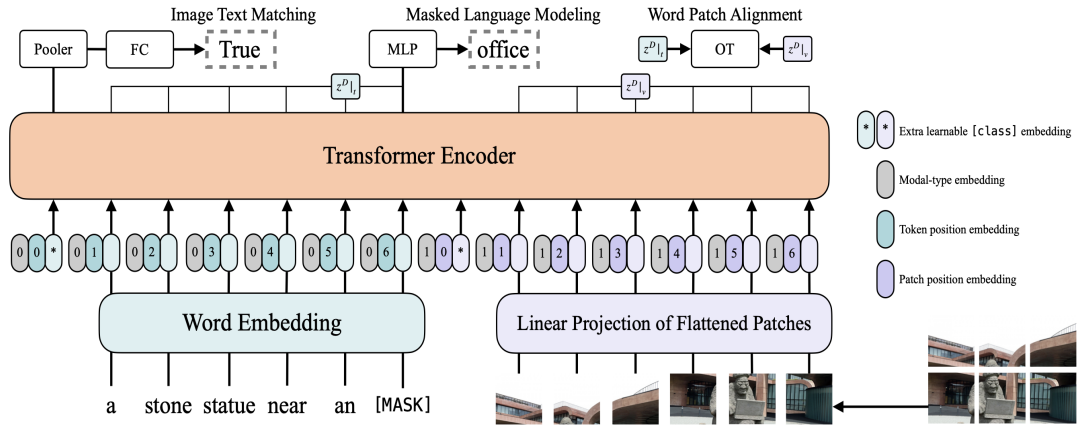 Image Text Matching
Masked Language Modeling
Word Patch Alignment
Pooler
FC
True
MLP
office
z^D|_t
OT
z^D|_v
z^D|_t
z^D|_v
Transformer Encoder
* * Extra learnable [class] embedding
Modal-type embedding
Token position embedding
Patch position embedding
0 0 * 0 1 0 2 0 3 0 4 0 5 0 6 1 0 * 1 1 1 2 1 3 1 4 1 5 1 6
Word Embedding
Linear Projection of Flattened Patches
a stone statue near an [MASK]